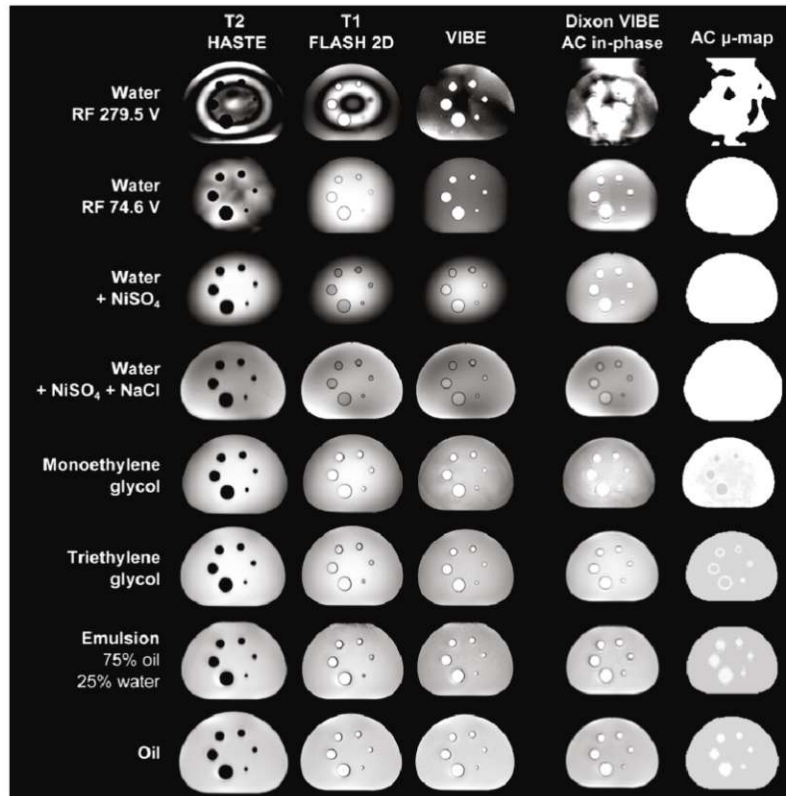 T2
HASTE
T1
FLASH 2D
VIBE
Dixon VIBE
AC in-phase
AC μ-map
Water
RF 279.5 V
Water
RF 74.6 V
Water
+ NiSO₄
Water
+ NiSO₄ + NaCl
Monoethylene
glycol
Triethylene
glycol
Emulsion
75% oil
25% water
Oil